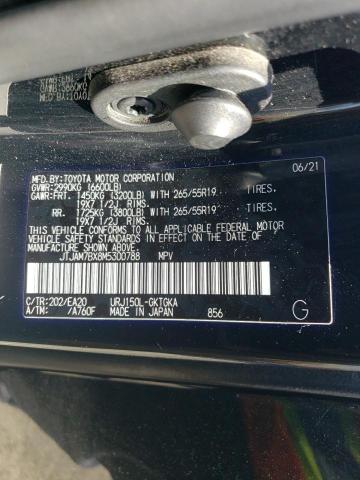 MFD.BY:TOYOTA MOTOR CORPORATION 06/21
GVWR:2990KG (6600LB)
GAWR:FRT. 1450KG (3200LB) WITH 265/55R19 TIRES.
19X7 1/2J RIMS.
RR. 1725KG (3800LB) WITH 265/55R19 TIRES.
19X7 1/2J RIMS.
THIS VEHICLE CONFORMS TO ALL APPLICABLE
FEDERAL MOTOR VEHICLE SAFETY
STANDARDS IN EFFECT ON THE DATE OF
MANUFACTURE SHOWN ABOVE.
JTJAM7BX8M5300788 MPV
C/TR:202/EA20 URJ150L-GKTGKA
A/TM: /A760F MADE IN JAPAN 856 G